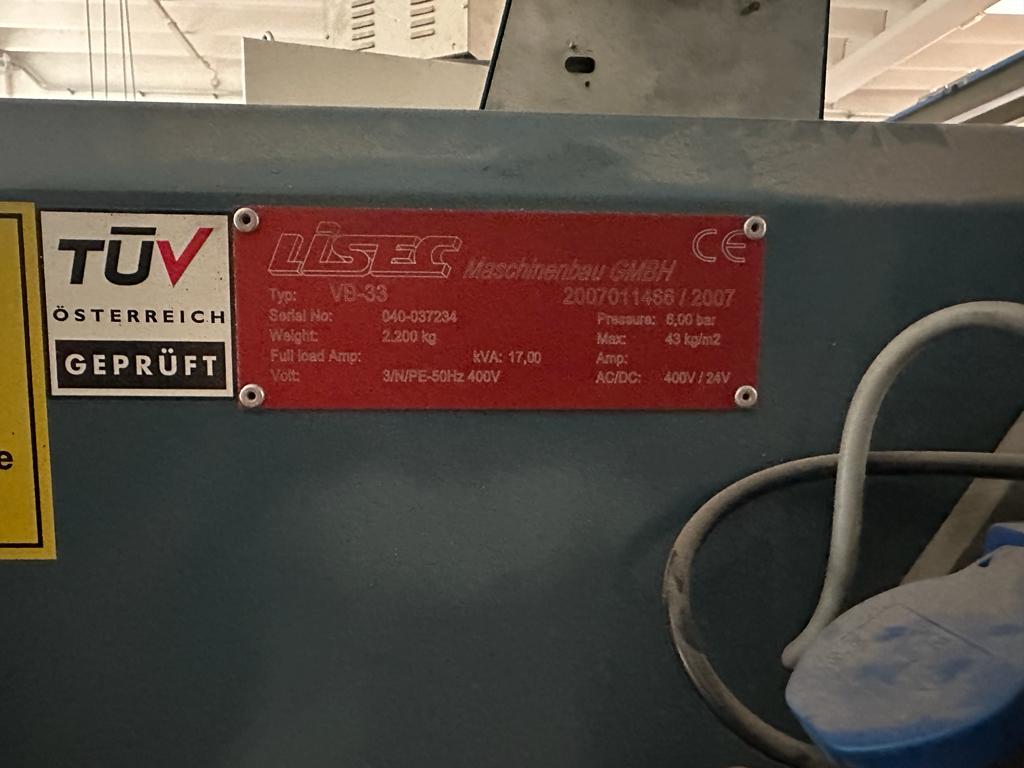 TÜV
ÖSTERREICH
GEPRÜFT
LiSEC Maschinenbau GMBH CE
Typ: VB-33 2007011466 / 2007
Serial No: 040-037234 Pressure: 6,00 bar
Weight: 2.200 kg Max: 43 kg/m2
Full load Amp: kVA: 17,00 Amp:
Volt: 3/N/PE-50Hz 400V AC/DC: 400V / 24V
e